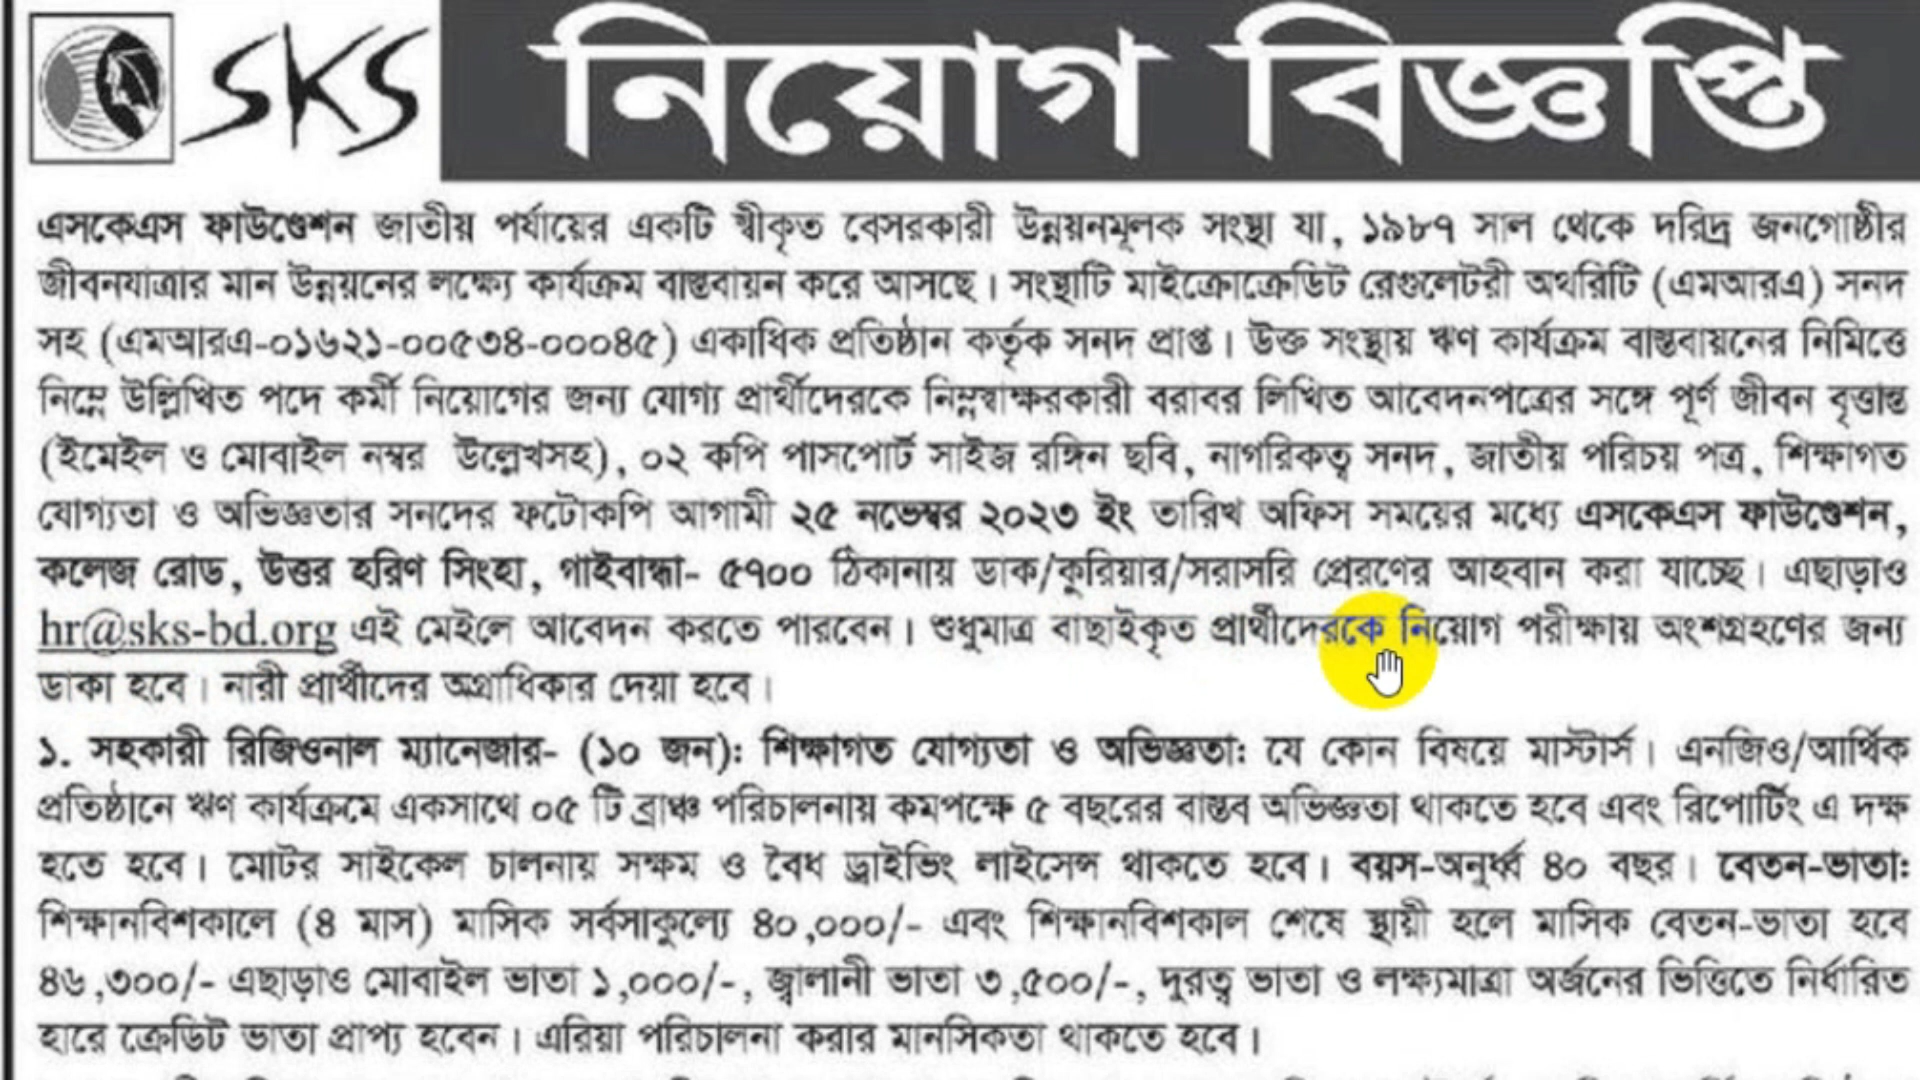 SKS নিয়োগ বিজ্ঞপ্তি
এসকেএস ফাউণ্ডেশন জাতীয় পর্যায়ের একটি স্বীকৃত বেসরকারী উন্নয়নমূলক সংস্থা যা, ১৯৮৭ সাল থেকে দরিদ্র জনগোষ্ঠীর
জীবনযাত্রার মান উন্নয়নের লক্ষ্যে কার্যক্রম বাস্তবায়ন করে আসছে। সংস্থাটি মাইক্রোক্রেডিট রেগুলেটরী অথরিটি (এমআরএ) সনদ
সহ (এমআরএ-০১৬২১-০০৫৩৪-০০০৪৫) একাধিক প্রতিষ্ঠান কর্তৃক সনদ প্রাপ্ত। উক্ত সংস্থায় ঋণ কার্যক্রম বাস্তবায়নের নিমিত্তে
নিম্নে উল্লিখিত পদে কর্মী নিয়োগের জন্য যোগ্য প্রার্থীদেরকে নিম্নস্বাক্ষরকারী বরাবর লিখিত আবেদনপত্রের সঙ্গে পূর্ণ জীবন বৃত্তান্ত
(ইমেইল ও মোবাইল নম্বর উল্লেখসহ), ০২ কপি পাসপোর্ট সাইজ রঙ্গিন ছবি, নাগরিকত্ব সনদ, জাতীয় পরিচয় পত্র, শিক্ষাগত
যোগ্যতা ও অভিজ্ঞতার সনদের ফটোকপি আগামী ২৫ নভেম্বর ২০২৩ ইং তারিখ অফিস সময়ের মধ্যে এসকেএস ফাউণ্ডেশন,
কলেজ রোড, উত্তর হরিণ সিংহা, গাইবান্ধা- ৫৭০০ ঠিকানায় ডাক/কুরিয়ার/সরাসরি প্রেরণের আহবান করা যাচ্ছে। এছাড়াও
hr@sks-bd.org এই মেইলে আবেদন করতে পারবেন। শুধুমাত্র বাছাইকৃত প্রার্থীদেরকে নিয়োগ পরীক্ষায় অংশগ্রহণের জন্য
ডাকা হবে। নারী প্রার্থীদের অগ্রাধিকার দেয়া হবে।
১. সহকারী রিজিওনাল ম্যানেজার- (১০ জন): শিক্ষাগত যোগ্যতা ও অভিজ্ঞতা: যে কোন বিষয়ে মাস্টার্স। এনজিও/আর্থিক
প্রতিষ্ঠানে ঋণ কার্যক্রমে একসাথে ০৫ টি ব্রাঞ্চ পরিচালনায় কমপক্ষে ৫ বছরের বাস্তব অভিজ্ঞতা থাকতে হবে এবং রিপোর্টিং এ দক্ষ
হতে হবে। মোটর সাইকেল চালনায় সক্ষম ও বৈধ ড্রাইভিং লাইসেন্স থাকতে হবে। বয়স-অনুর্ধ্ব ৪০ বছর। বেতন-ভাতা:
শিক্ষানবিশকালে (৪ মাস) মাসিক সর্বসাকুল্যে ৪০,০০০/- এবং শিক্ষানবিশকাল শেষে স্থায়ী হলে মাসিক বেতন-ভাতা হবে
৪৬,৩০০/- এছাড়াও মোবাইল ভাতা ১,০০০/-, জ্বালানী ভাতা ৩,৫০০/-, দুরত্ব ভাতা ও লক্ষ্যমাত্রা অর্জনের ভিত্তিতে নির্ধারিত
হারে ক্রেডিট ভাতা প্রাপ্য হবেন। এরিয়া পরিচালনা করার মানসিকতা থাকতে হবে।